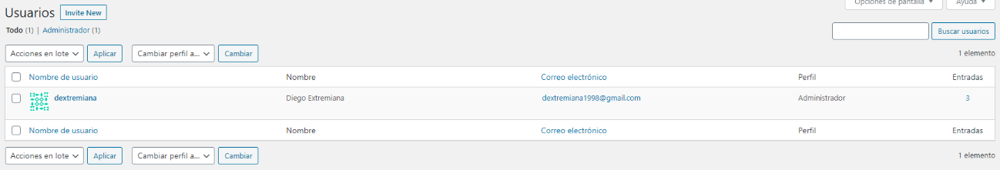 Opciones de pantalla ▼ Ayuda ▼
Usuarios Invite New
Todo (1) | Administrador (1)
Buscar usuarios
Acciones en lote Aplicar Cambiar perfil a... Cambiar 1 elemento
Nombre de usuario Nombre Correo electrónico Perfil Entradas
dextremiana Diego Extremiana dextremiana1998@gmail.com Administrador 3
Nombre de usuario Nombre Correo electrónico Perfil Entradas
Acciones en lote Aplicar Cambiar perfil a... Cambiar 1 elemento